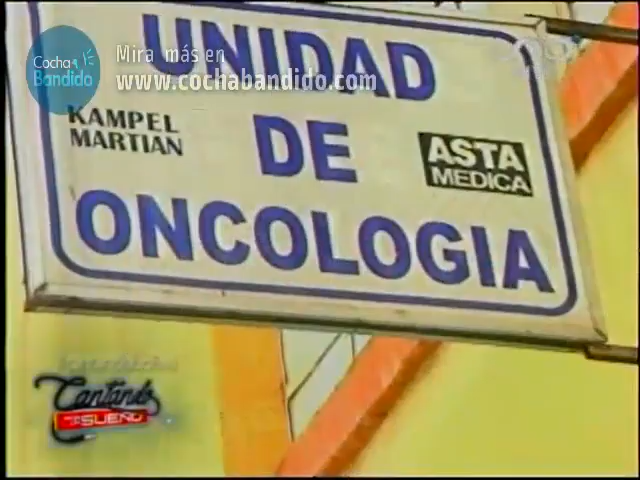 Cocha
Bandido
Mira más en
www.cochabandido.com
UNIDAD
DE
ONCOLOGIA
KAMPEL
MARTIAN
ASTA
MEDICA
Cantando
SUEÑO